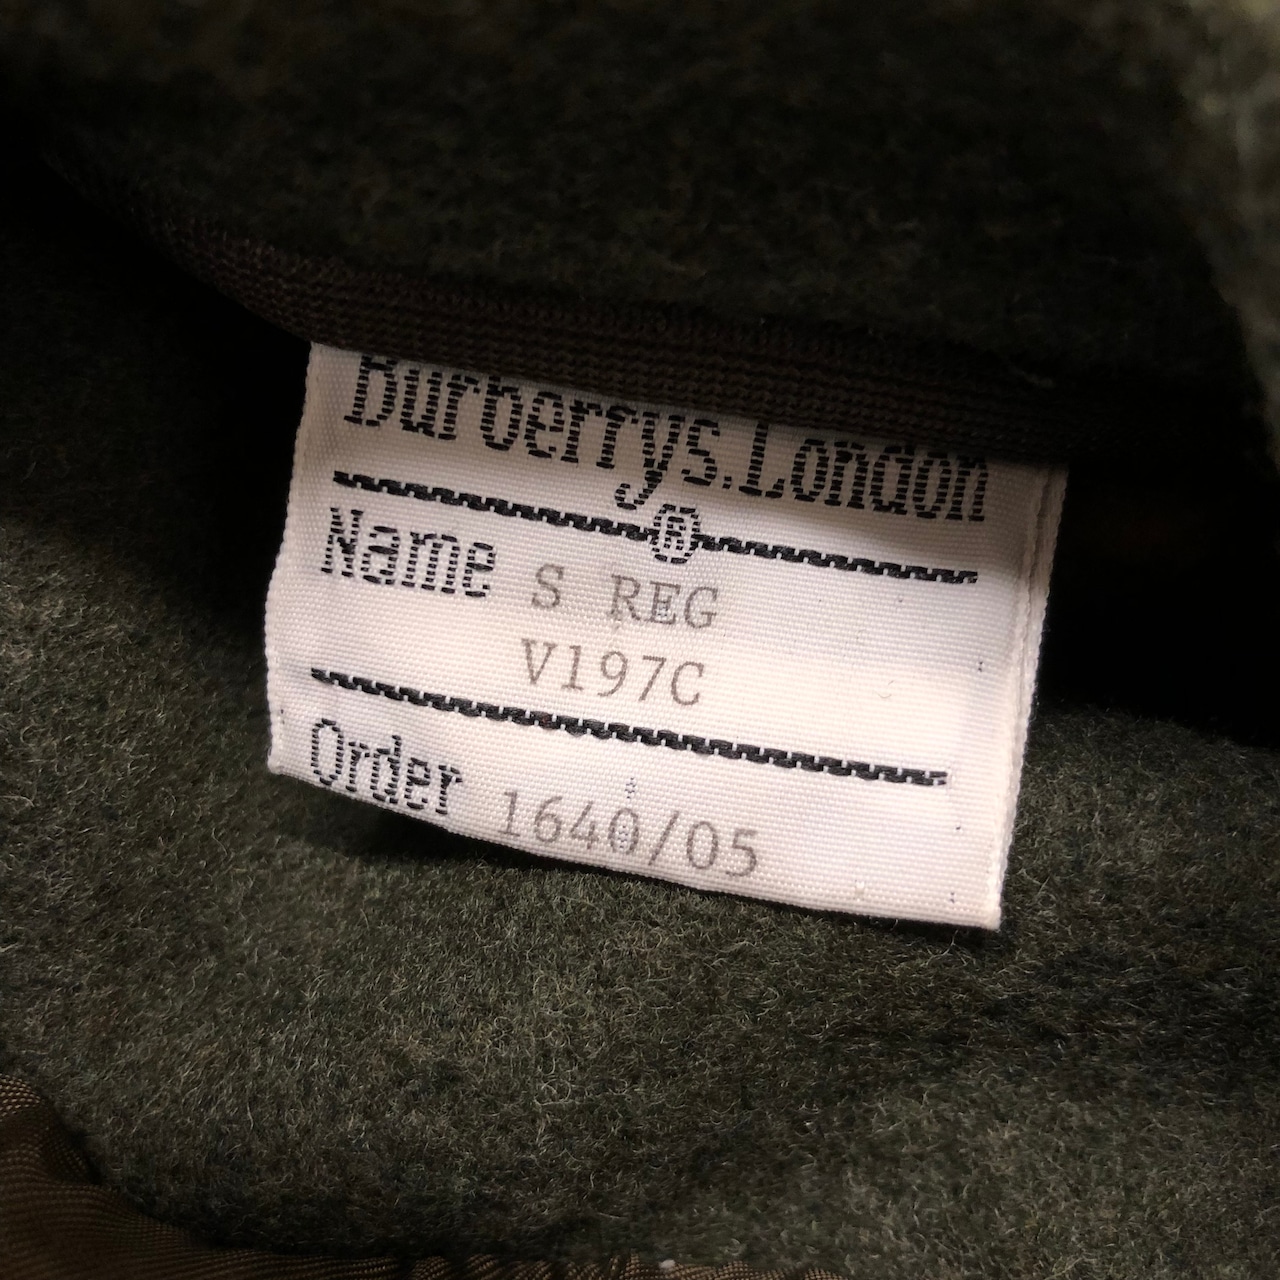 Burberrys.London
®
Name S REG
V197C
Order 1640/05